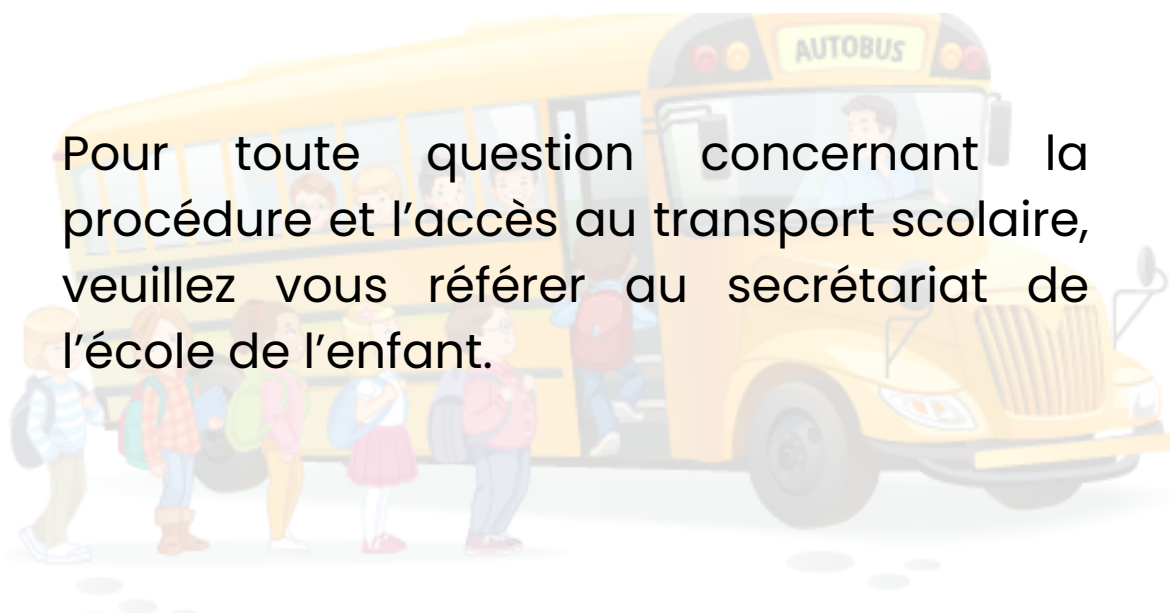 AUTOBUS
Pour toute question concernant la
procédure et l’accès au transport scolaire,
veuillez vous référer au secrétariat de
l’école de l’enfant.